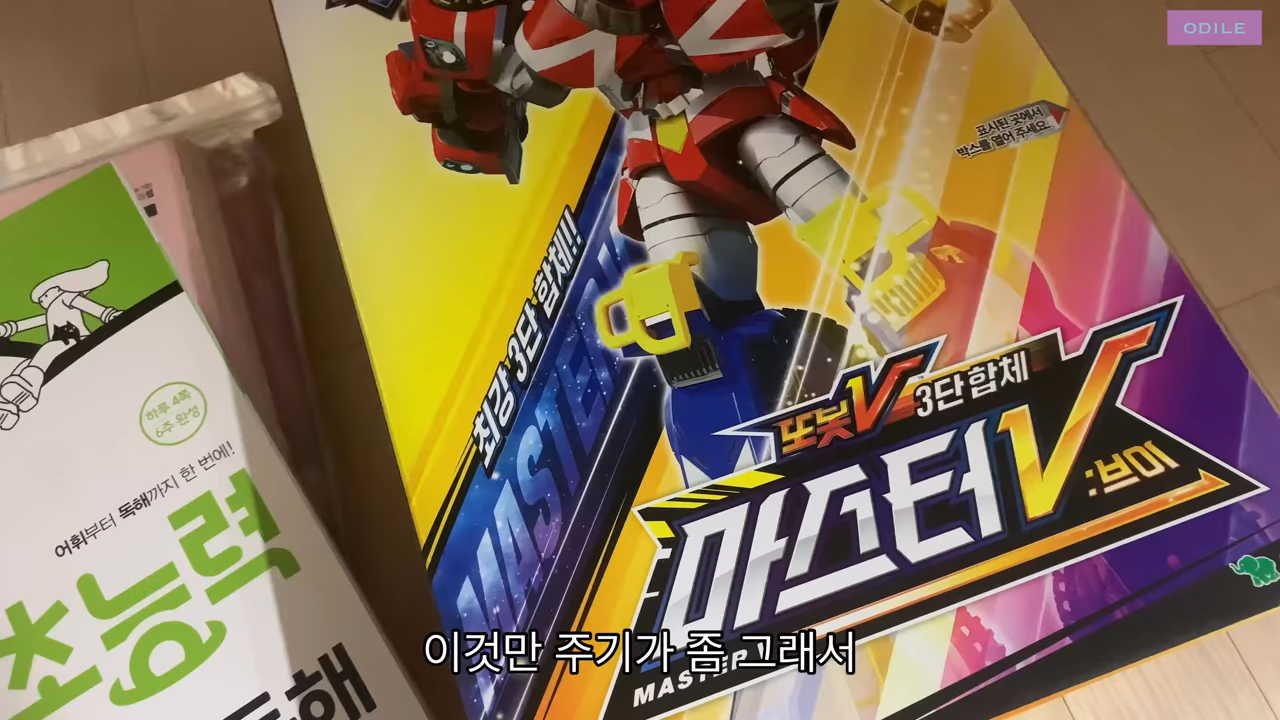 ODILE
표시된 곳에서
박스를 열어 주세요.
최강 3단 합체!!
MASTER
또봇V 3단 합체
마스터V
:브이
MASTER
하루 4쪽
6주 완성
어휘부터 독해까지 한 번에!
초능력
독해
이것만 주기가 좀 그래서